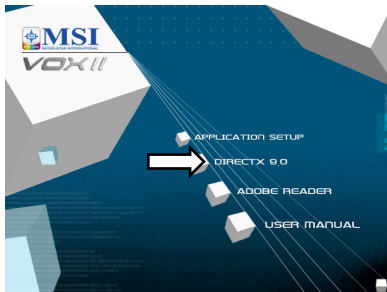 MSI
MICRO-STAR INTERNATIONAL
VOX II
APPLICATION SETUP
DIRECTX 9.0
ADOBE READER
USER MANUAL